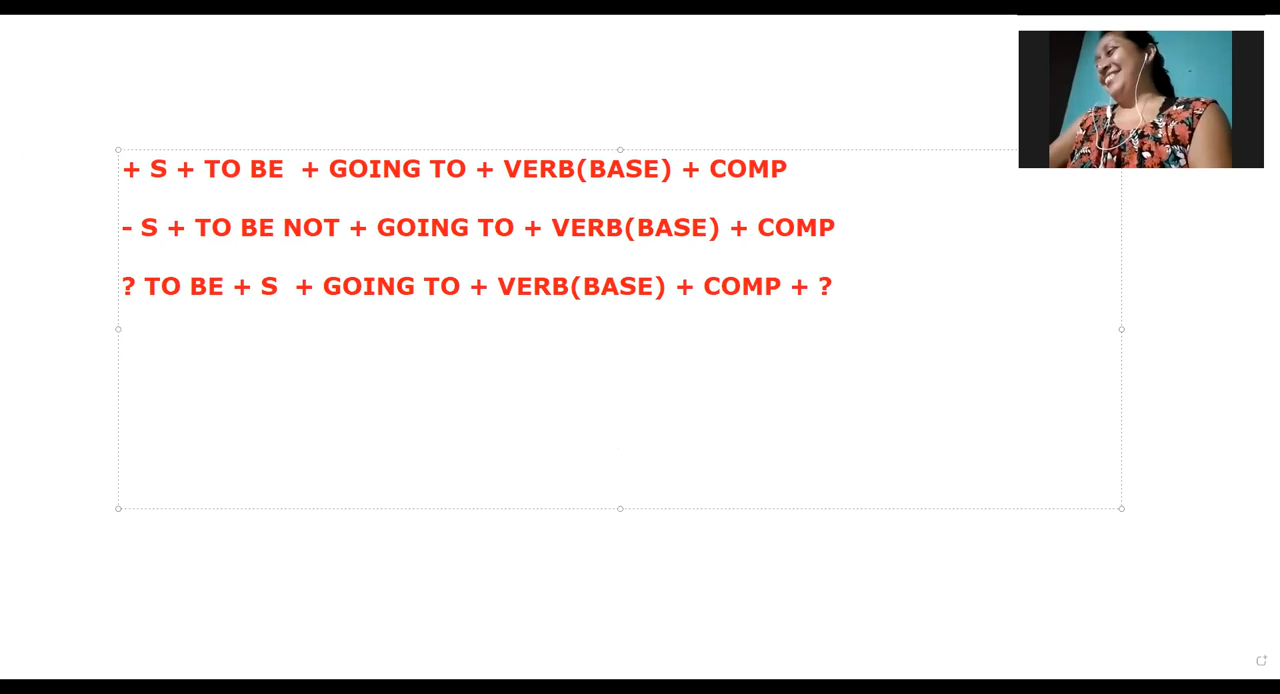 + S + TO BE  + GOING TO + VERB(BASE) + COMP
- S + TO BE NOT + GOING TO + VERB(BASE) + COMP
? TO BE + S  + GOING TO + VERB(BASE) + COMP + ?